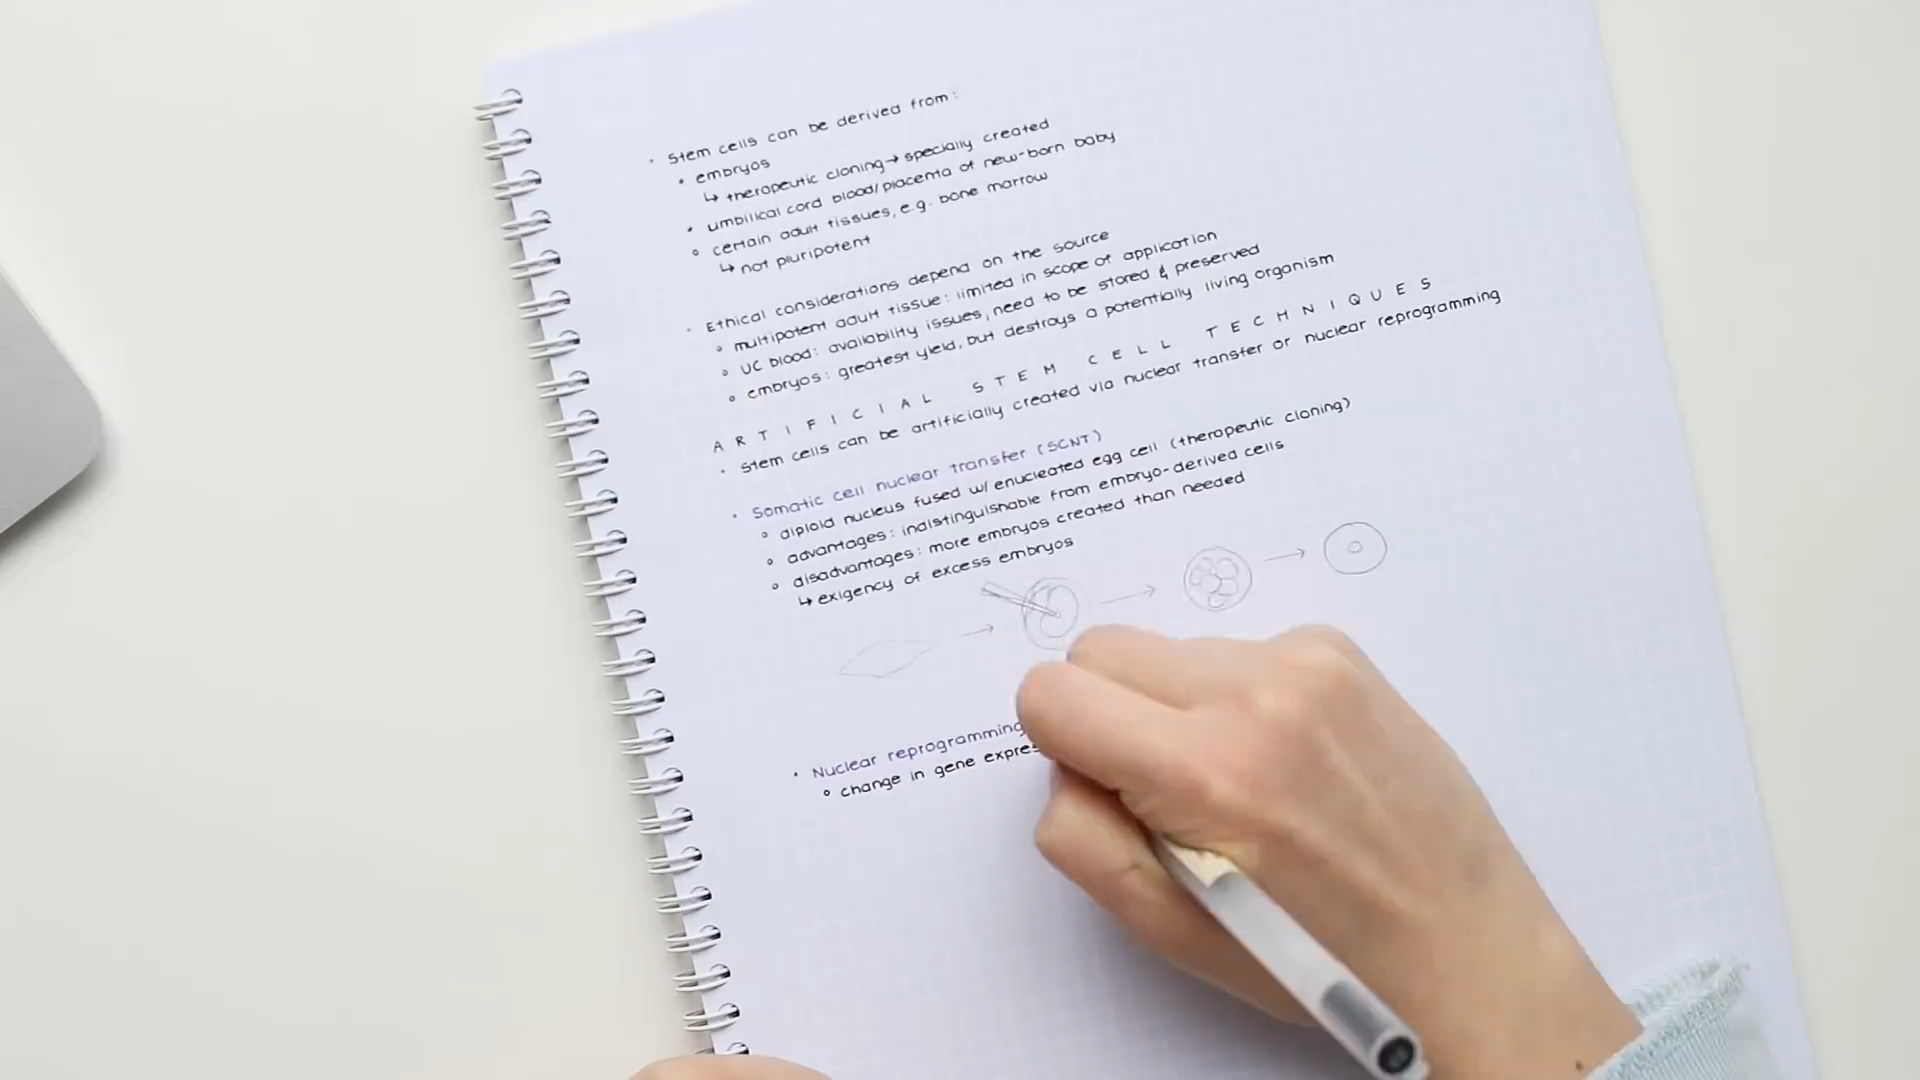 • Stem cells can be derived from:
• embryos
↳ therapeutic cloning → specially created
• umbilical cord blood/placenta of new-born baby
° certain adult tissues, e.g. bone marrow
↳ not pluripotent
• Ethical considerations depend on the source
° multipotent adult tissue: limited in scope of application
° UC blood: availability issues, need to be stored & preserved
° embryos: greatest yield, but destroys a potentially living organism
ARTIFICIAL STEM CELL TECHNIQUES
• Stem cells can be artificially created via nuclear transfer or nuclear reprogramming
• Somatic cell nuclear transfer (SCNT)
° diploid nucleus fused w/ enucleated egg cell (theropeutic cloning)
° advantages: indistinguishable from embryo-derived cells
° disadvantages: more embryos created than needed
↳ exigency of excess embryos
• Nuclear reprogramming
° change in gene expres